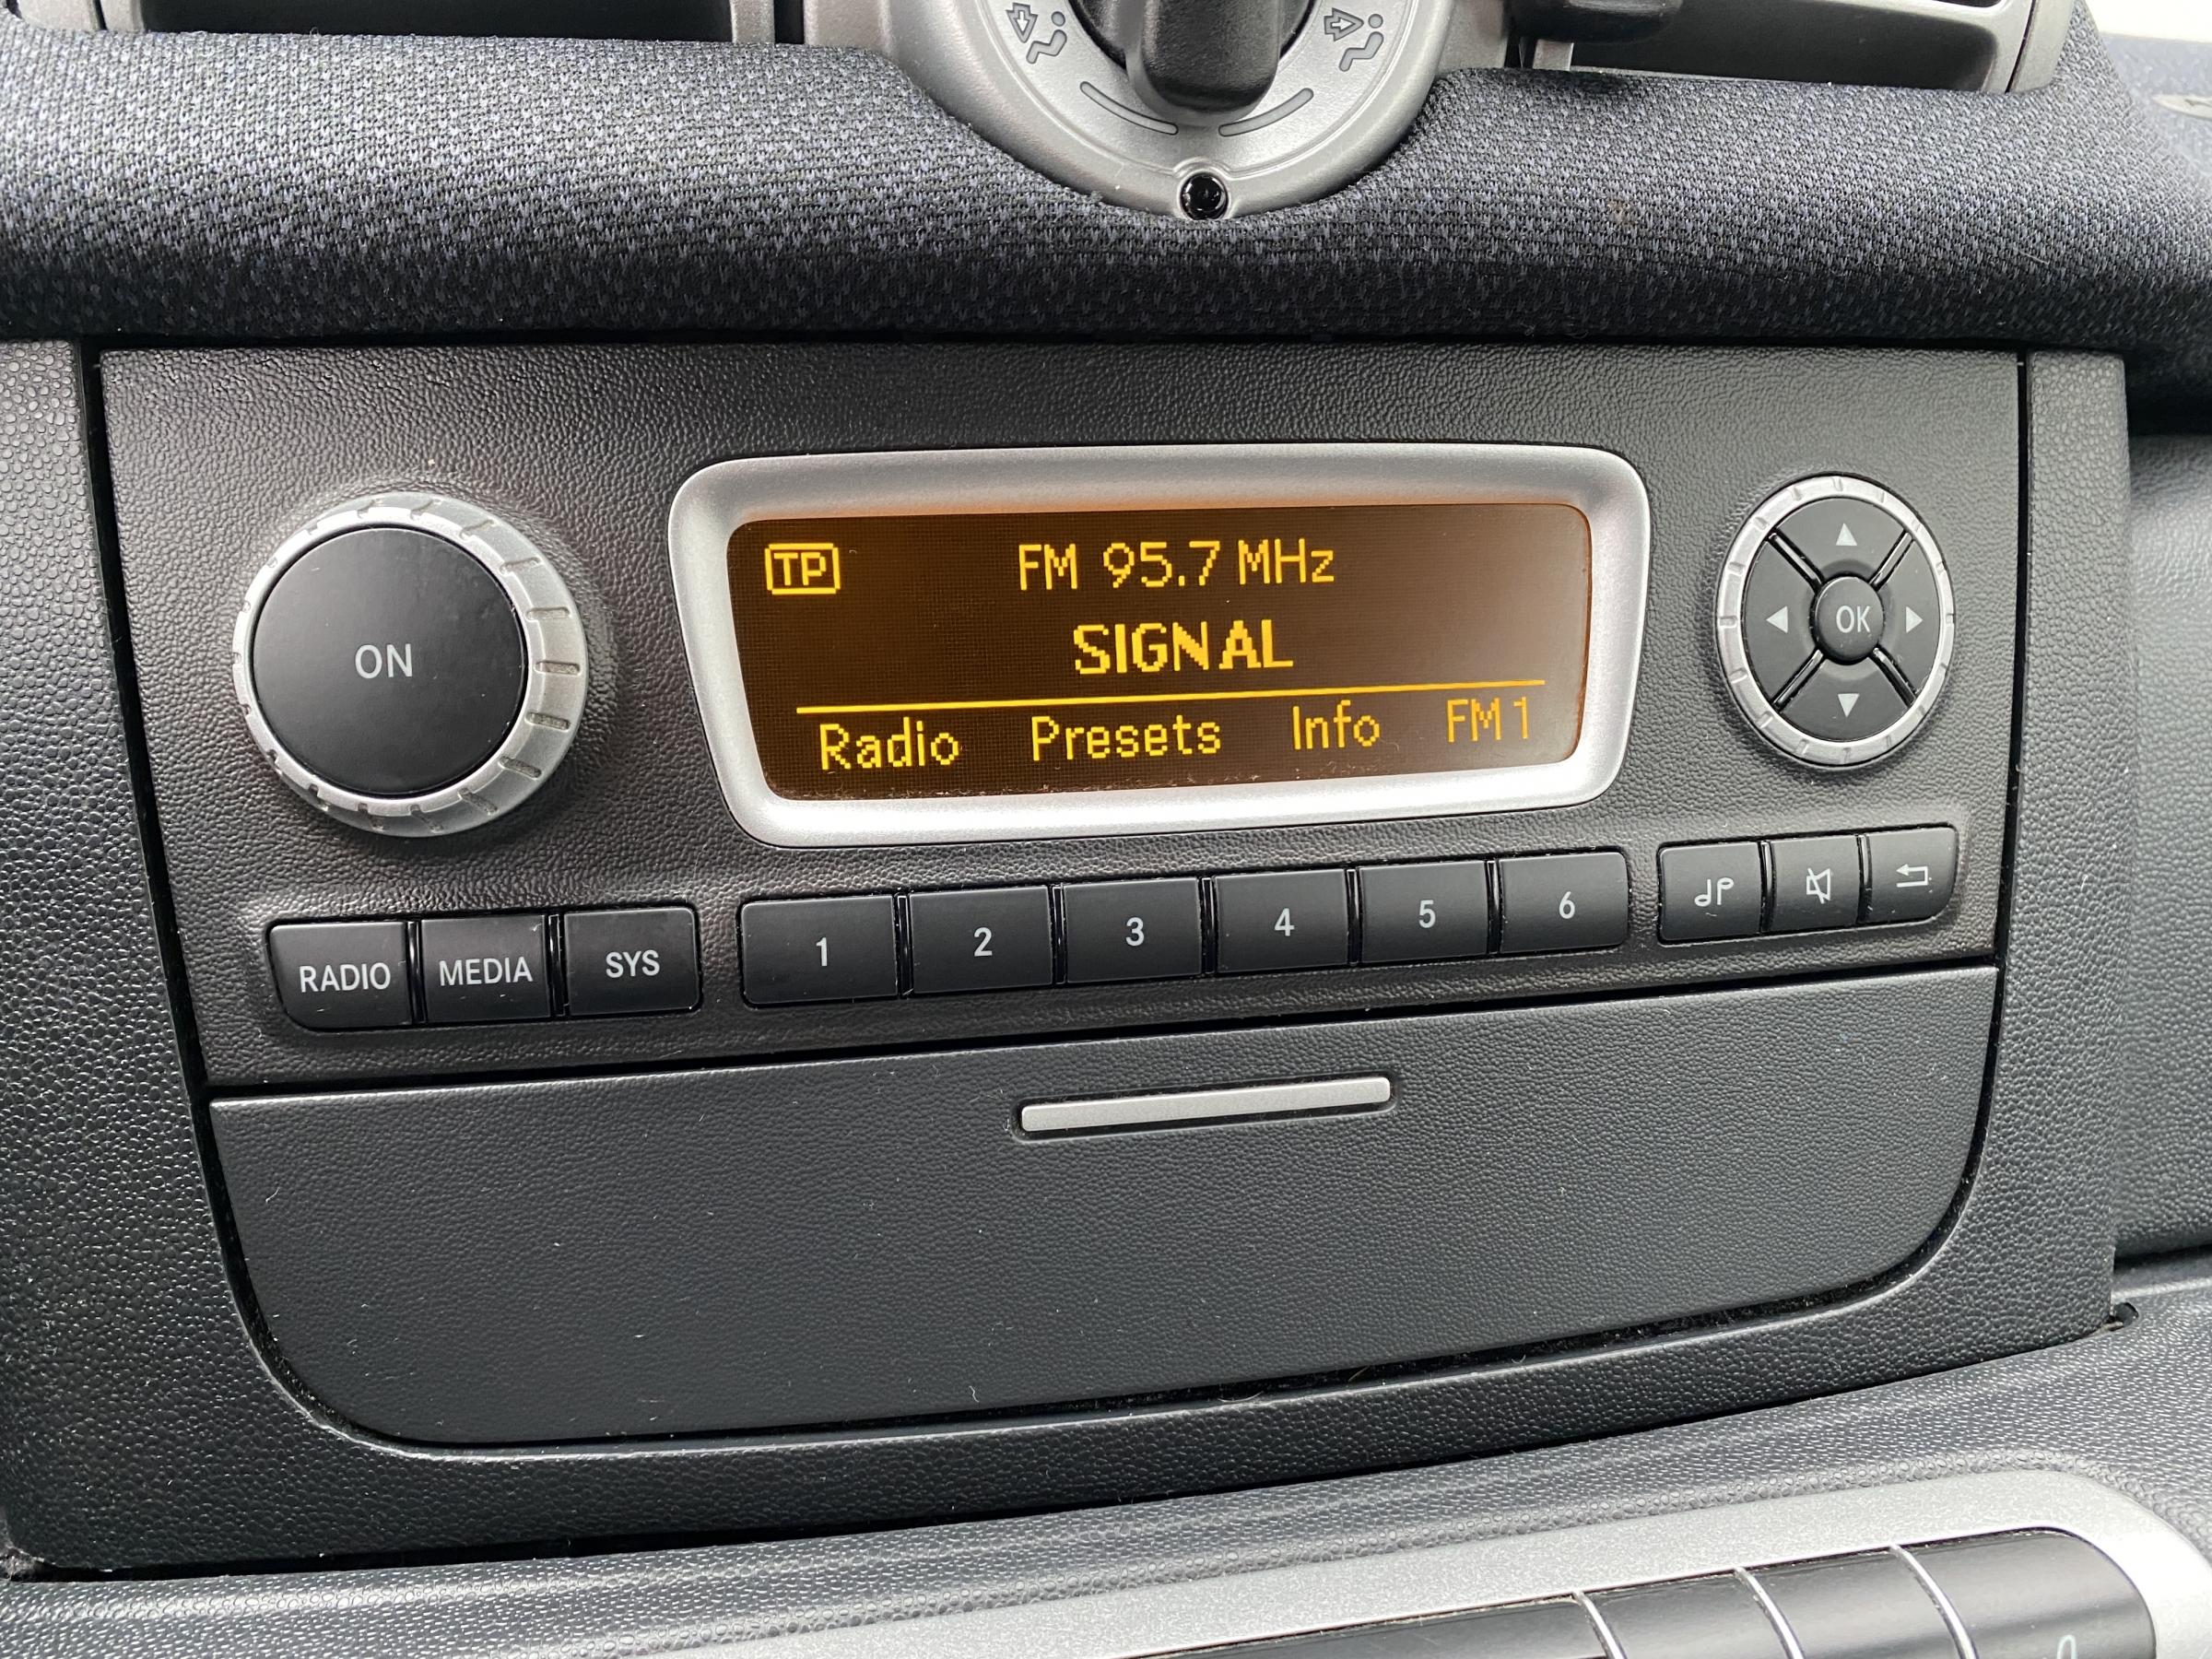 TP
FM 95.7 MHz
SIGNAL
Radio Presets Info FM1
ON
OK
RADIO MEDIA SYS 1 2 3 4 5 6